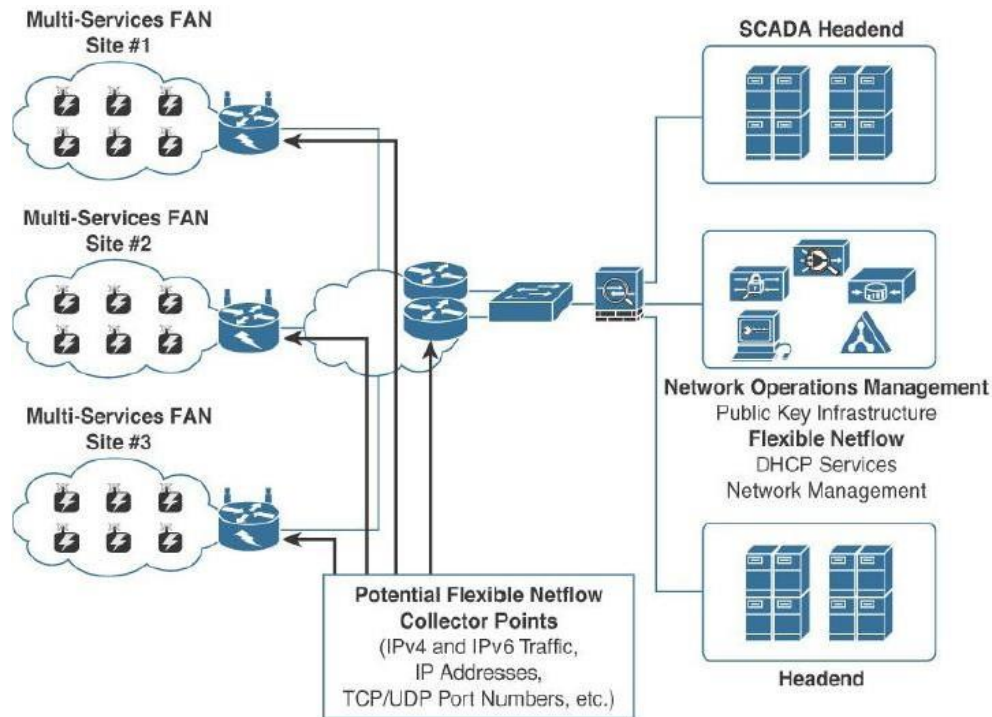 Multi-Services FAN
Site #1
Multi-Services FAN
Site #2
Multi-Services FAN
Site #3
SCADA Headend
Network Operations Management
Public Key Infrastructure
Flexible Netflow
DHCP Services
Network Management
Potential Flexible Netflow
Collector Points
(IPv4 and IPv6 Traffic,
IP Addresses,
TCP/UDP Port Numbers, etc.)
Headend